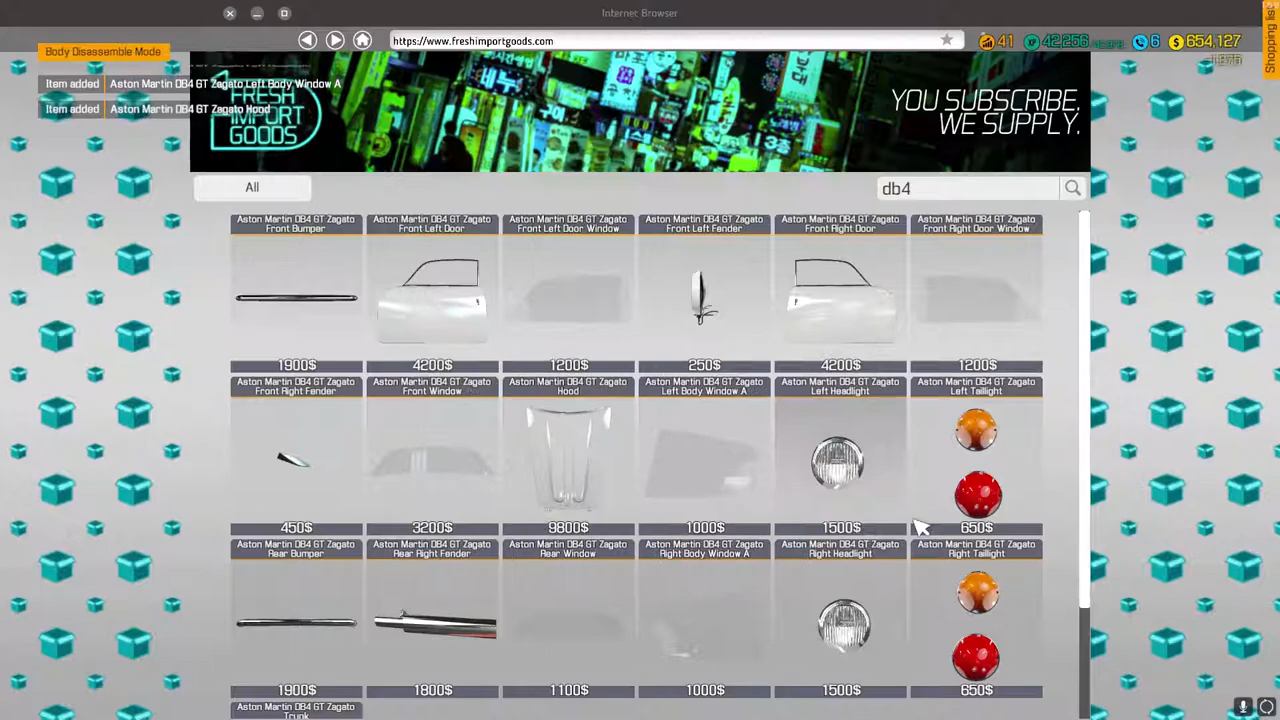 Internet Browser
https://www.freshimportgoods.com
Body Disassemble Mode
41
42,256
6
654,127
Shopping list
Item added Aston Martin DB4 GT Zagato Left Body Window A
Item added Aston Martin DB4 GT Zagato Hood
FRESH
IMPORT
GOODS
YOU SUBSCRIBE.
WE SUPPLY.
All
db4
Aston Martin DB4 GT Zagato
Front Bumper
Aston Martin DB4 GT Zagato
Front Left Door
Aston Martin DB4 GT Zagato
Front Left Door Window
Aston Martin DB4 GT Zagato
Front Left Fender
Aston Martin DB4 GT Zagato
Front Right Door
Aston Martin DB4 GT Zagato
Front Right Door Window
1900$
4200$
1200$
250$
4200$
1200$
Aston Martin DB4 GT Zagato
Front Right Fender
Aston Martin DB4 GT Zagato
Front Window
Aston Martin DB4 GT Zagato
Hood
Aston Martin DB4 GT Zagato
Left Body Window A
Aston Martin DB4 GT Zagato
Left Headlight
Aston Martin DB4 GT Zagato
Left Taillight
450$
3200$
9800$
1000$
1500$
650$
Aston Martin DB4 GT Zagato
Rear Bumper
Aston Martin DB4 GT Zagato
Rear Right Fender
Aston Martin DB4 GT Zagato
Rear Window
Aston Martin DB4 GT Zagato
Right Body Window A
Aston Martin DB4 GT Zagato
Right Headlight
Aston Martin DB4 GT Zagato
Right Taillight
1900$
1800$
1100$
1000$
1500$
650$
Aston Martin DB4 GT Zagato
Trunk